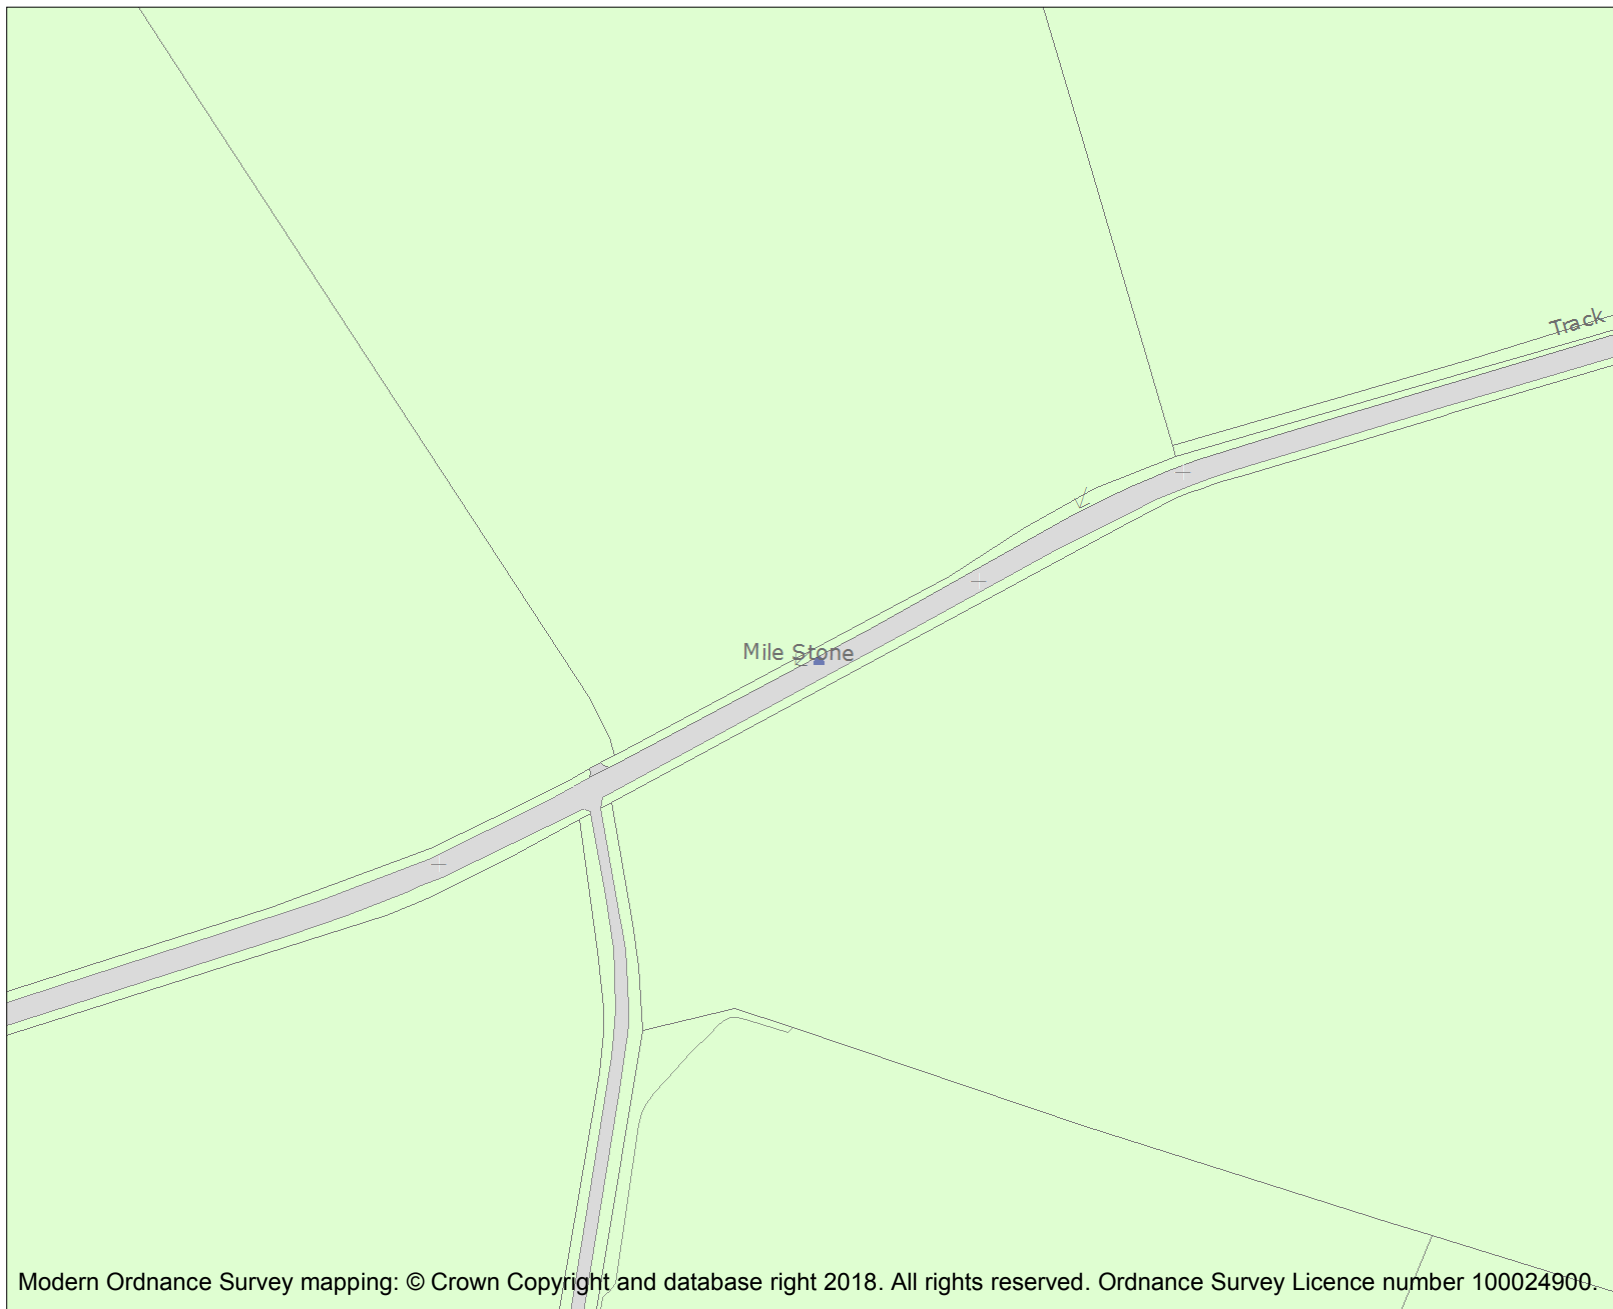 Track
Mile Stone
Modern Ordnance Survey mapping: © Crown Copyright and database right 2018. All rights reserved. Ordnance Survey Licence number 100024900.